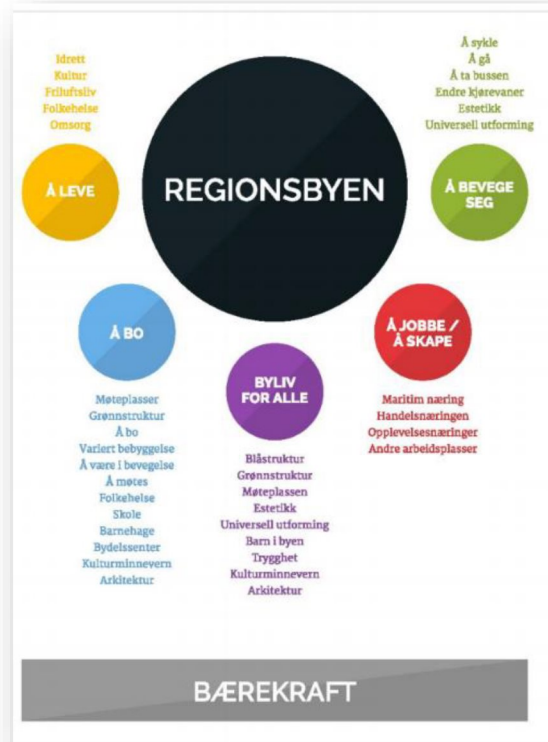 Idrett
Kultur
Friluftsliv
Folkehelse
Omsorg
Å LEVE
REGIONSBYEN
Å sykle
Å gå
Å ta bussen
Endre kjørevaner
Estetikk
Universell utforming
Å BEVEGE
SEG
Å BO
Møteplasser
Grønnstruktur
Å bo
Variert bebyggelse
Å være i bevegelse
Å møtes
Folkehelse
Skole
Barnehage
Bydelssenter
Kulturminnevern
Arkitektur
BYLIV
FOR ALLE
Blåstruktur
Grønnstruktur
Møteplassen
Estetikk
Universell utforming
Barn i byen
Trygghet
Kulturminnevern
Arkitektur
Å JOBBE /
Å SKAPE
Maritim næring
Handelsnæringen
Opplevelsesnæringer
Andre arbeidsplasser
BÆREKRAFT